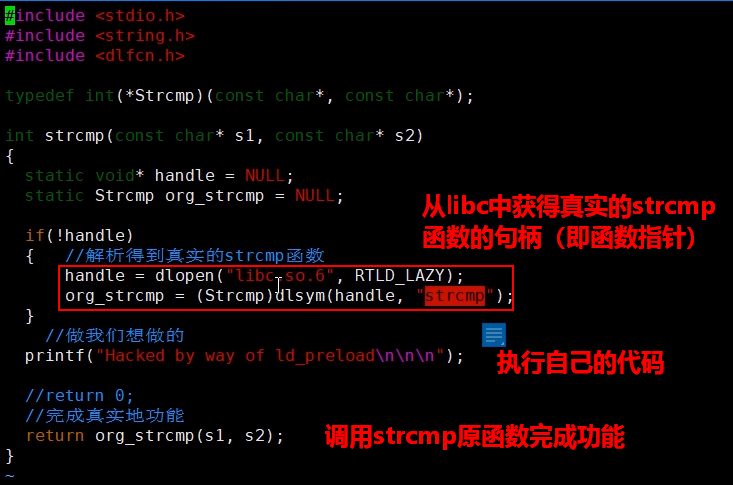 #include <stdio.h>
#include <string.h>
#include <dlfcn.h>
typedef int(*Strcmp)(const char*, const char*);
int strcmp(const char* s1, const char* s2)
{
static void* handle = NULL;
static Strcmp org_strcmp = NULL;
从libc中获得真实的strcmp
函数的句柄（即函数指针）
if(!handle)
{ //解析得到真实的strcmp函数
handle = dlopen("libc.so.6", RTLD_LAZY);
org_strcmp = (Strcmp)dlsym(handle, "strcmp");
}
//做我们想做的
printf("Hacked by way of ld_preload\n\n\n");
执行自己的代码
//return 0;
//完成真实地功能
return org_strcmp(s1, s2);
调用strcmp原函数完成功能
}
~